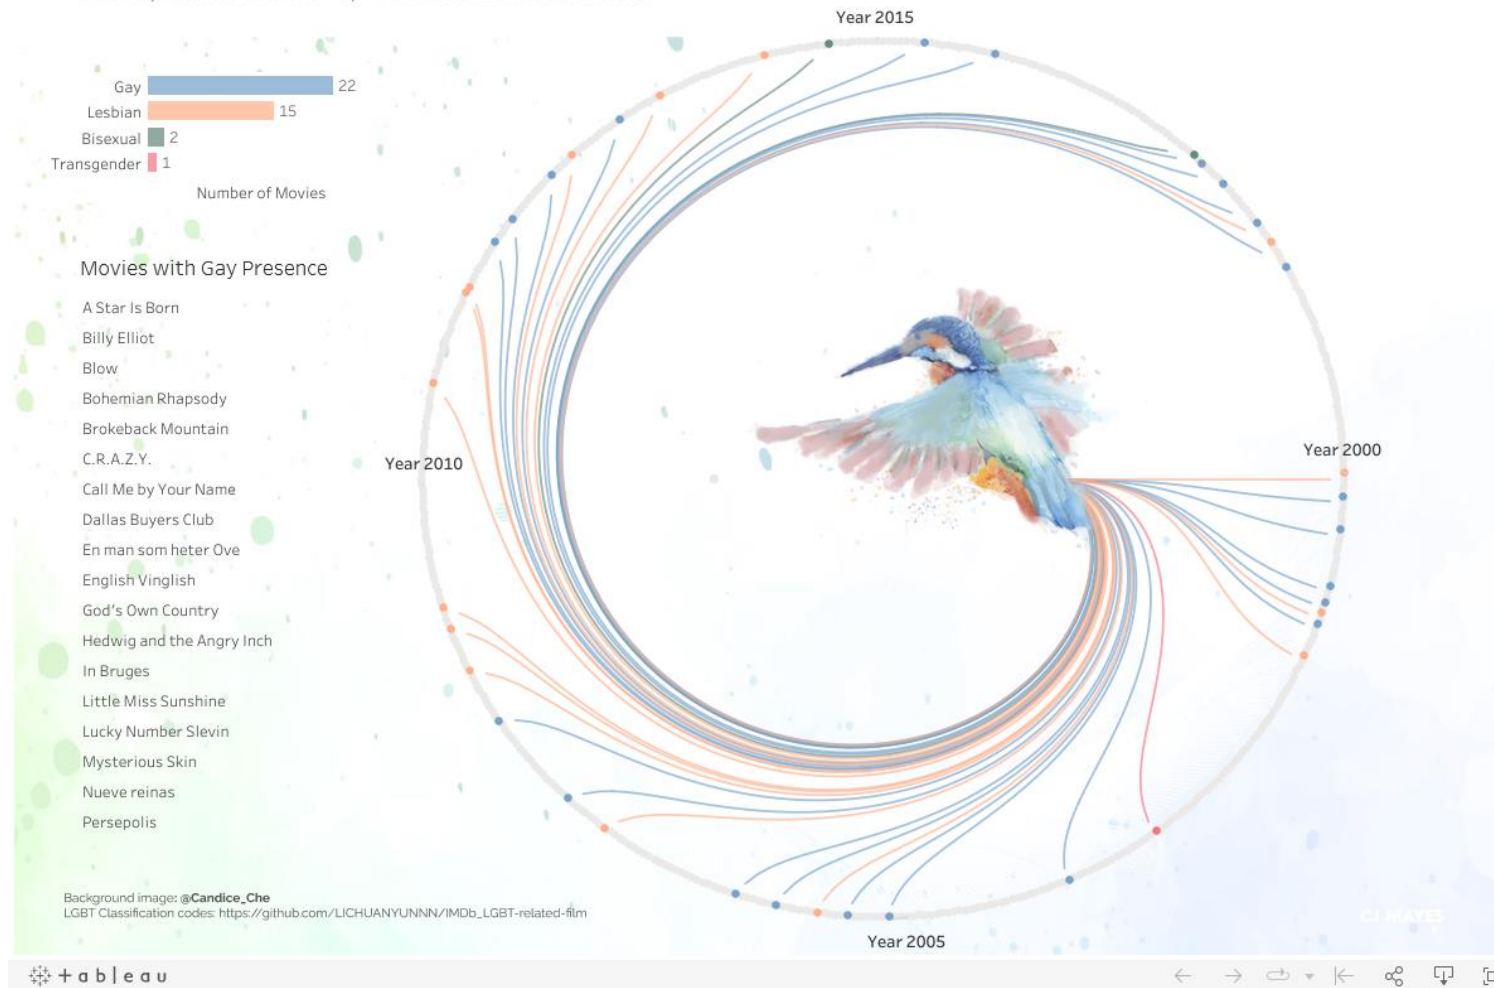 Year 2015
Gay 22
Lesbian 15
Bisexual 2
Transgender 1
Number of Movies
Movies with Gay Presence
A Star Is Born
Billy Elliot
Blow
Bohemian Rhapsody
Brokeback Mountain
C.R.A.Z.Y.
Call Me by Your Name
Dallas Buyers Club
En man som heter Ove
English Vinglish
God's Own Country
Hedwig and the Angry Inch
In Bruges
Little Miss Sunshine
Lucky Number Slevin
Mysterious Skin
Nueve reinas
Persepolis
Year 2010
Year 2000
Year 2005
Background image: @Candice_Che
LGBT Classification codes: https://github.com/LICHUANYUNNN/IMDb_LGBT-related-film
CJ MAYES
+ a b l e a u